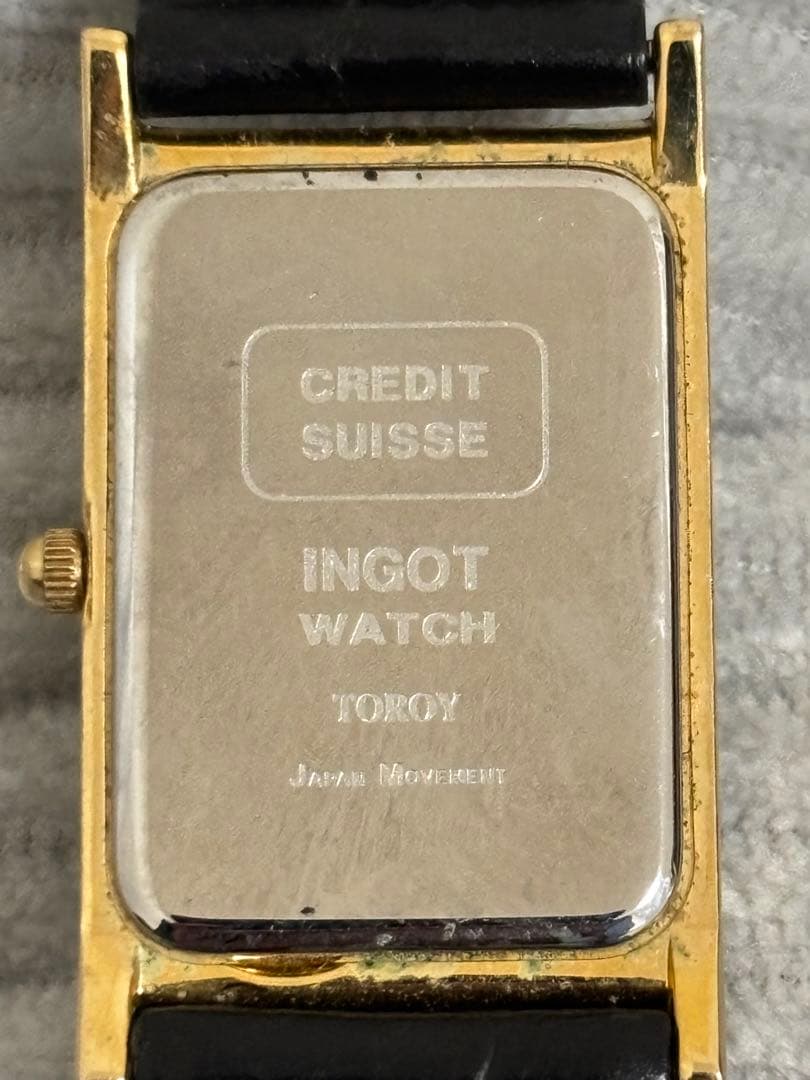 CREDIT
SUISSE
INGOT
WATCH
TOROY
JAPAN MOVEMENT